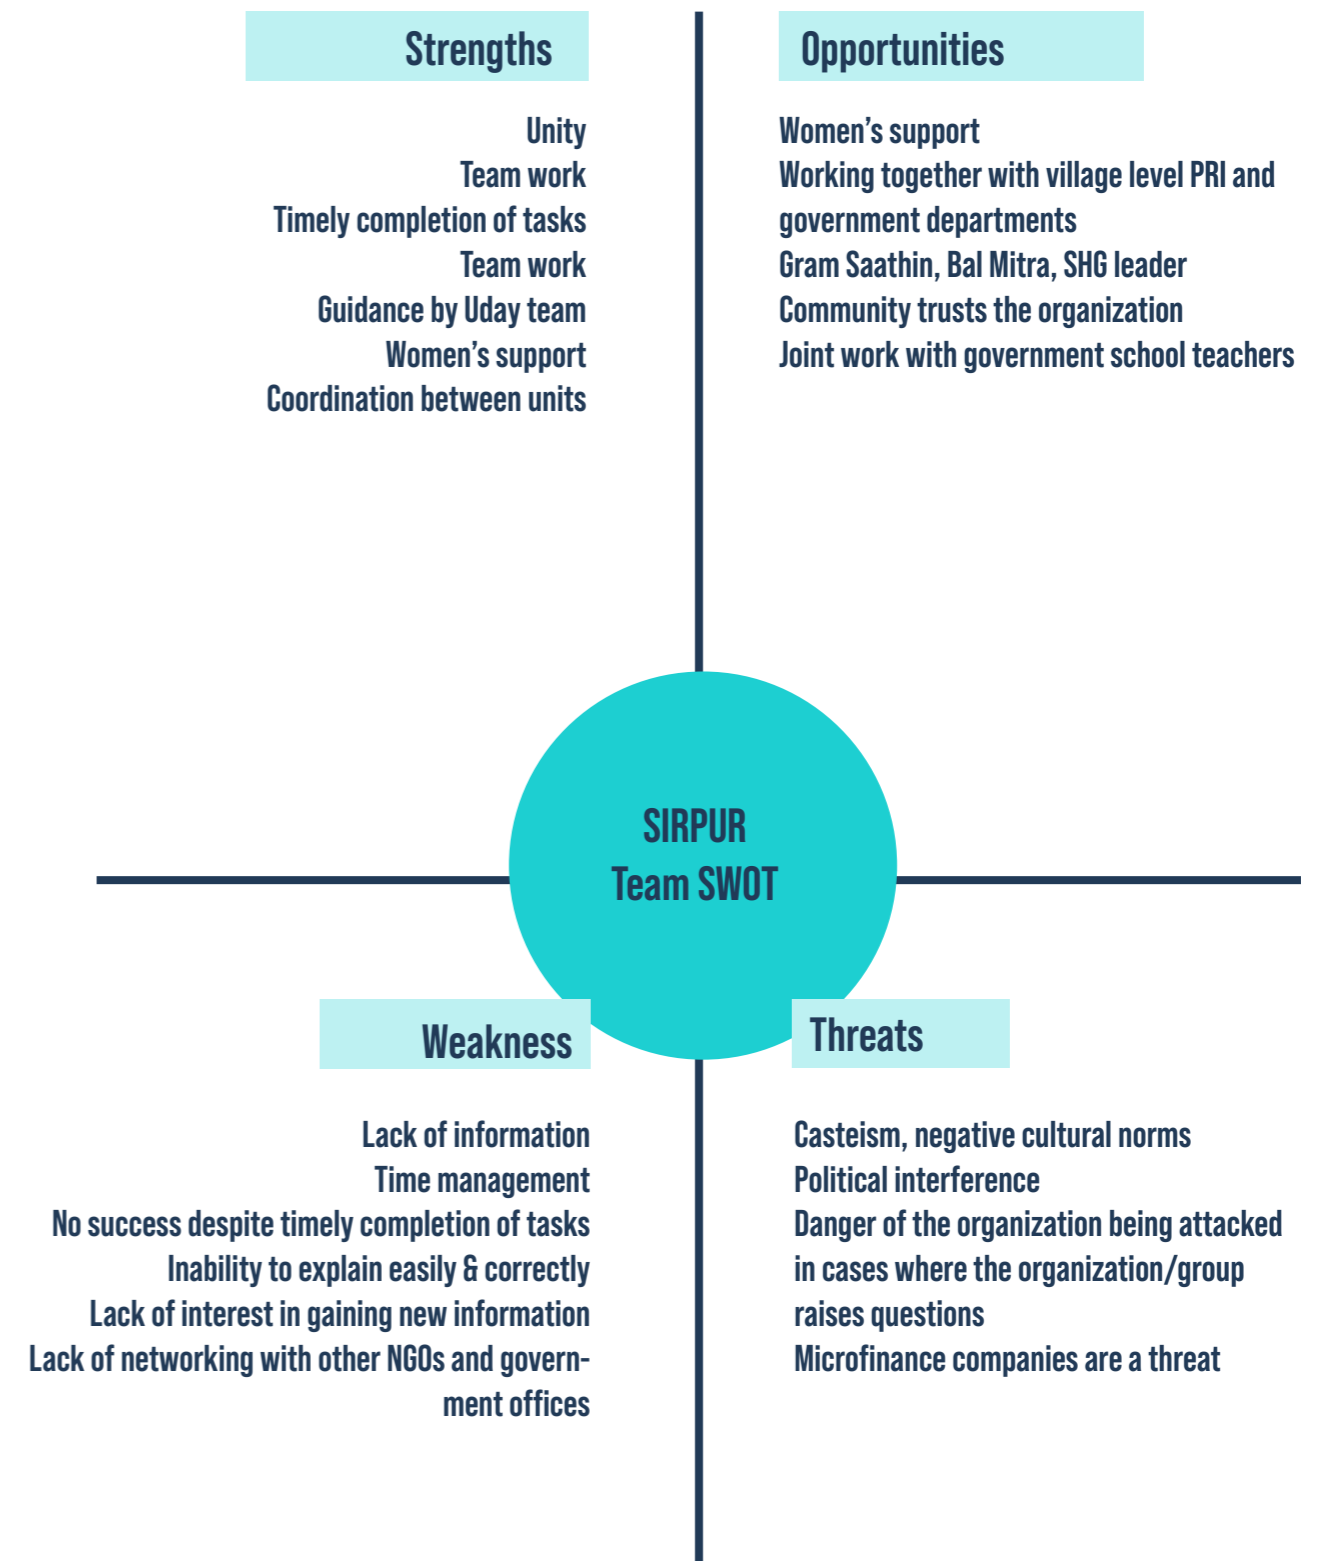 Strengths
Unity
Team work
Timely completion of tasks
Team work
Guidance by Uday team
Women’s support
Coordination between units
Opportunities
Women’s support
Working together with village level PRI and
government departments
Gram Saathin, Bal Mitra, SHG leader
Community trusts the organization
Joint work with government school teachers
SIRPUR
Team SWOT
Weakness
Lack of information
Time management
No success despite timely completion of tasks
Inability to explain easily & correctly
Lack of interest in gaining new information
Lack of networking with other NGOs and govern-
ment offices
Threats
Casteism, negative cultural norms
Political interference
Danger of the organization being attacked
in cases where the organization/group
raises questions
Microfinance companies are a threat